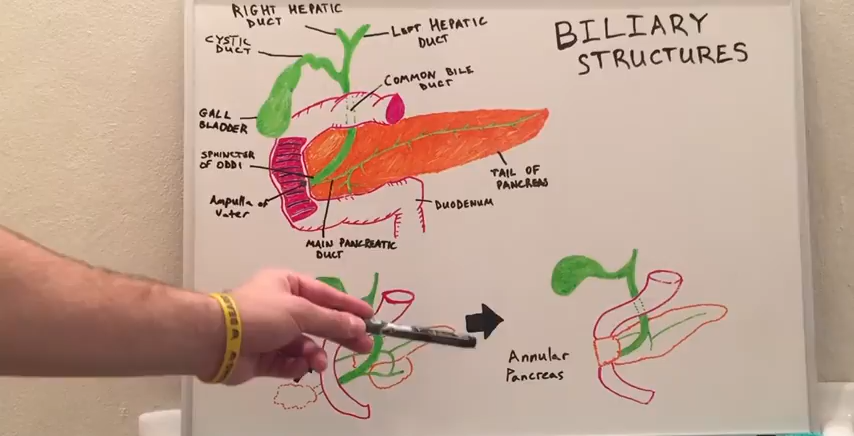 BILIARY
STRUCTURES
RIGHT HEPATIC
DUCT
LEFT HEPATIC
DUCT
CYSTIC
DUCT
COMMON BILE
DUCT
GALL
BLADDER
SPHINCTER
OF ODDI
TAIL OF
PANCREAS
Ampulla of
Vater
DUODENUM
MAIN PANCREATIC
DUCT
Annular
Pancreas